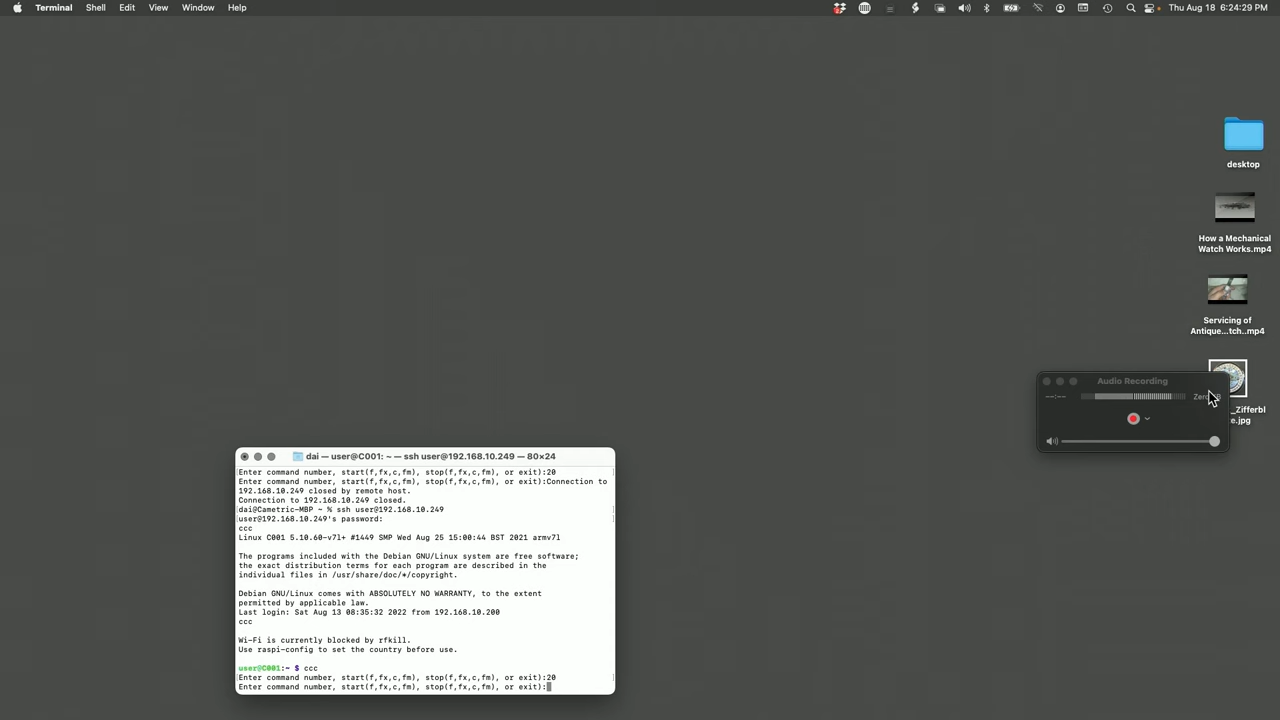 Terminal Shell Edit View Window Help
Thu Aug 18 6:24:29 PM
desktop
How a Mechanical
Watch Works.mp4
Servicing of
Antique...tch..mp4
_Zifferbl
e.jpg
Audio Recording
--:--
dai — user@C001: ~ — ssh user@192.168.10.249 — 80×24
Enter command number, start(f,fx,c,fm), stop(f,fx,c,fm), or exit):20
Enter command number, start(f,fx,c,fm), stop(f,fx,c,fm), or exit):Connection to
192.168.10.249 closed by remote host.
Connection to 192.168.10.249 closed.
dai@Cametric-MBP ~ % ssh user@192.168.10.249
user@192.168.10.249's password:
ccc
Linux C001 5.10.60-v7l+ #1449 SMP Wed Aug 25 15:00:44 BST 2021 armv7l
The programs included with the Debian GNU/Linux system are free software;
the exact distribution terms for each program are described in the
individual files in /usr/share/doc/*/copyright.
Debian GNU/Linux comes with ABSOLUTELY NO WARRANTY, to the extent
permitted by applicable law.
Last login: Sat Aug 13 08:35:32 2022 from 192.168.10.200
ccc
Wi-Fi is currently blocked by rfkill.
Use raspi-config to set the country before use.
user@C001:~ $ ccc
Enter command number, start(f,fx,c,fm), stop(f,fx,c,fm), or exit):20
Enter command number, start(f,fx,c,fm), stop(f,fx,c,fm), or exit):